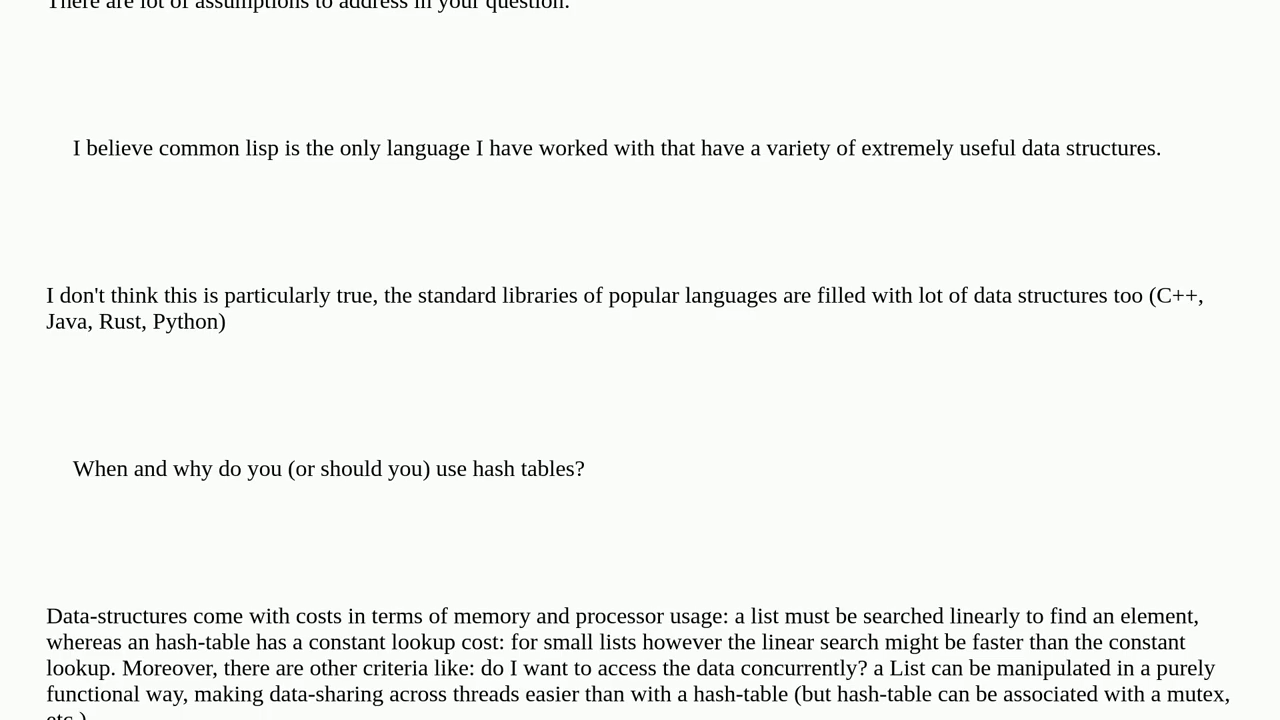 There are lot of assumptions to address in your question.
I believe common lisp is the only language I have worked with that have a variety of extremely useful data structures.
I don't think this is particularly true, the standard libraries of popular languages are filled with lot of data structures too (C++,
Java, Rust, Python)
When and why do you (or should you) use hash tables?
Data-structures come with costs in terms of memory and processor usage: a list must be searched linearly to find an element,
whereas an hash-table has a constant lookup cost: for small lists however the linear search might be faster than the constant
lookup. Moreover, there are other criteria like: do I want to access the data concurrently? a List can be manipulated in a purely
functional way, making data-sharing across threads easier than with a hash-table (but hash-table can be associated with a mutex,
etc.)